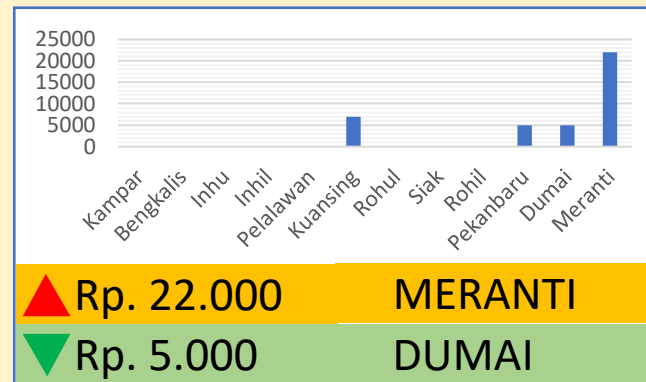 25000
20000
15000
10000
5000
0
Kampar
Bengkalis
Inhu
Inhil
Pelalawan
Kuansing
Rohul
Siak
Rohil
Pekanbaru
Dumai
Meranti
Rp. 22.000 MERANTI
Rp. 5.000 DUMAI